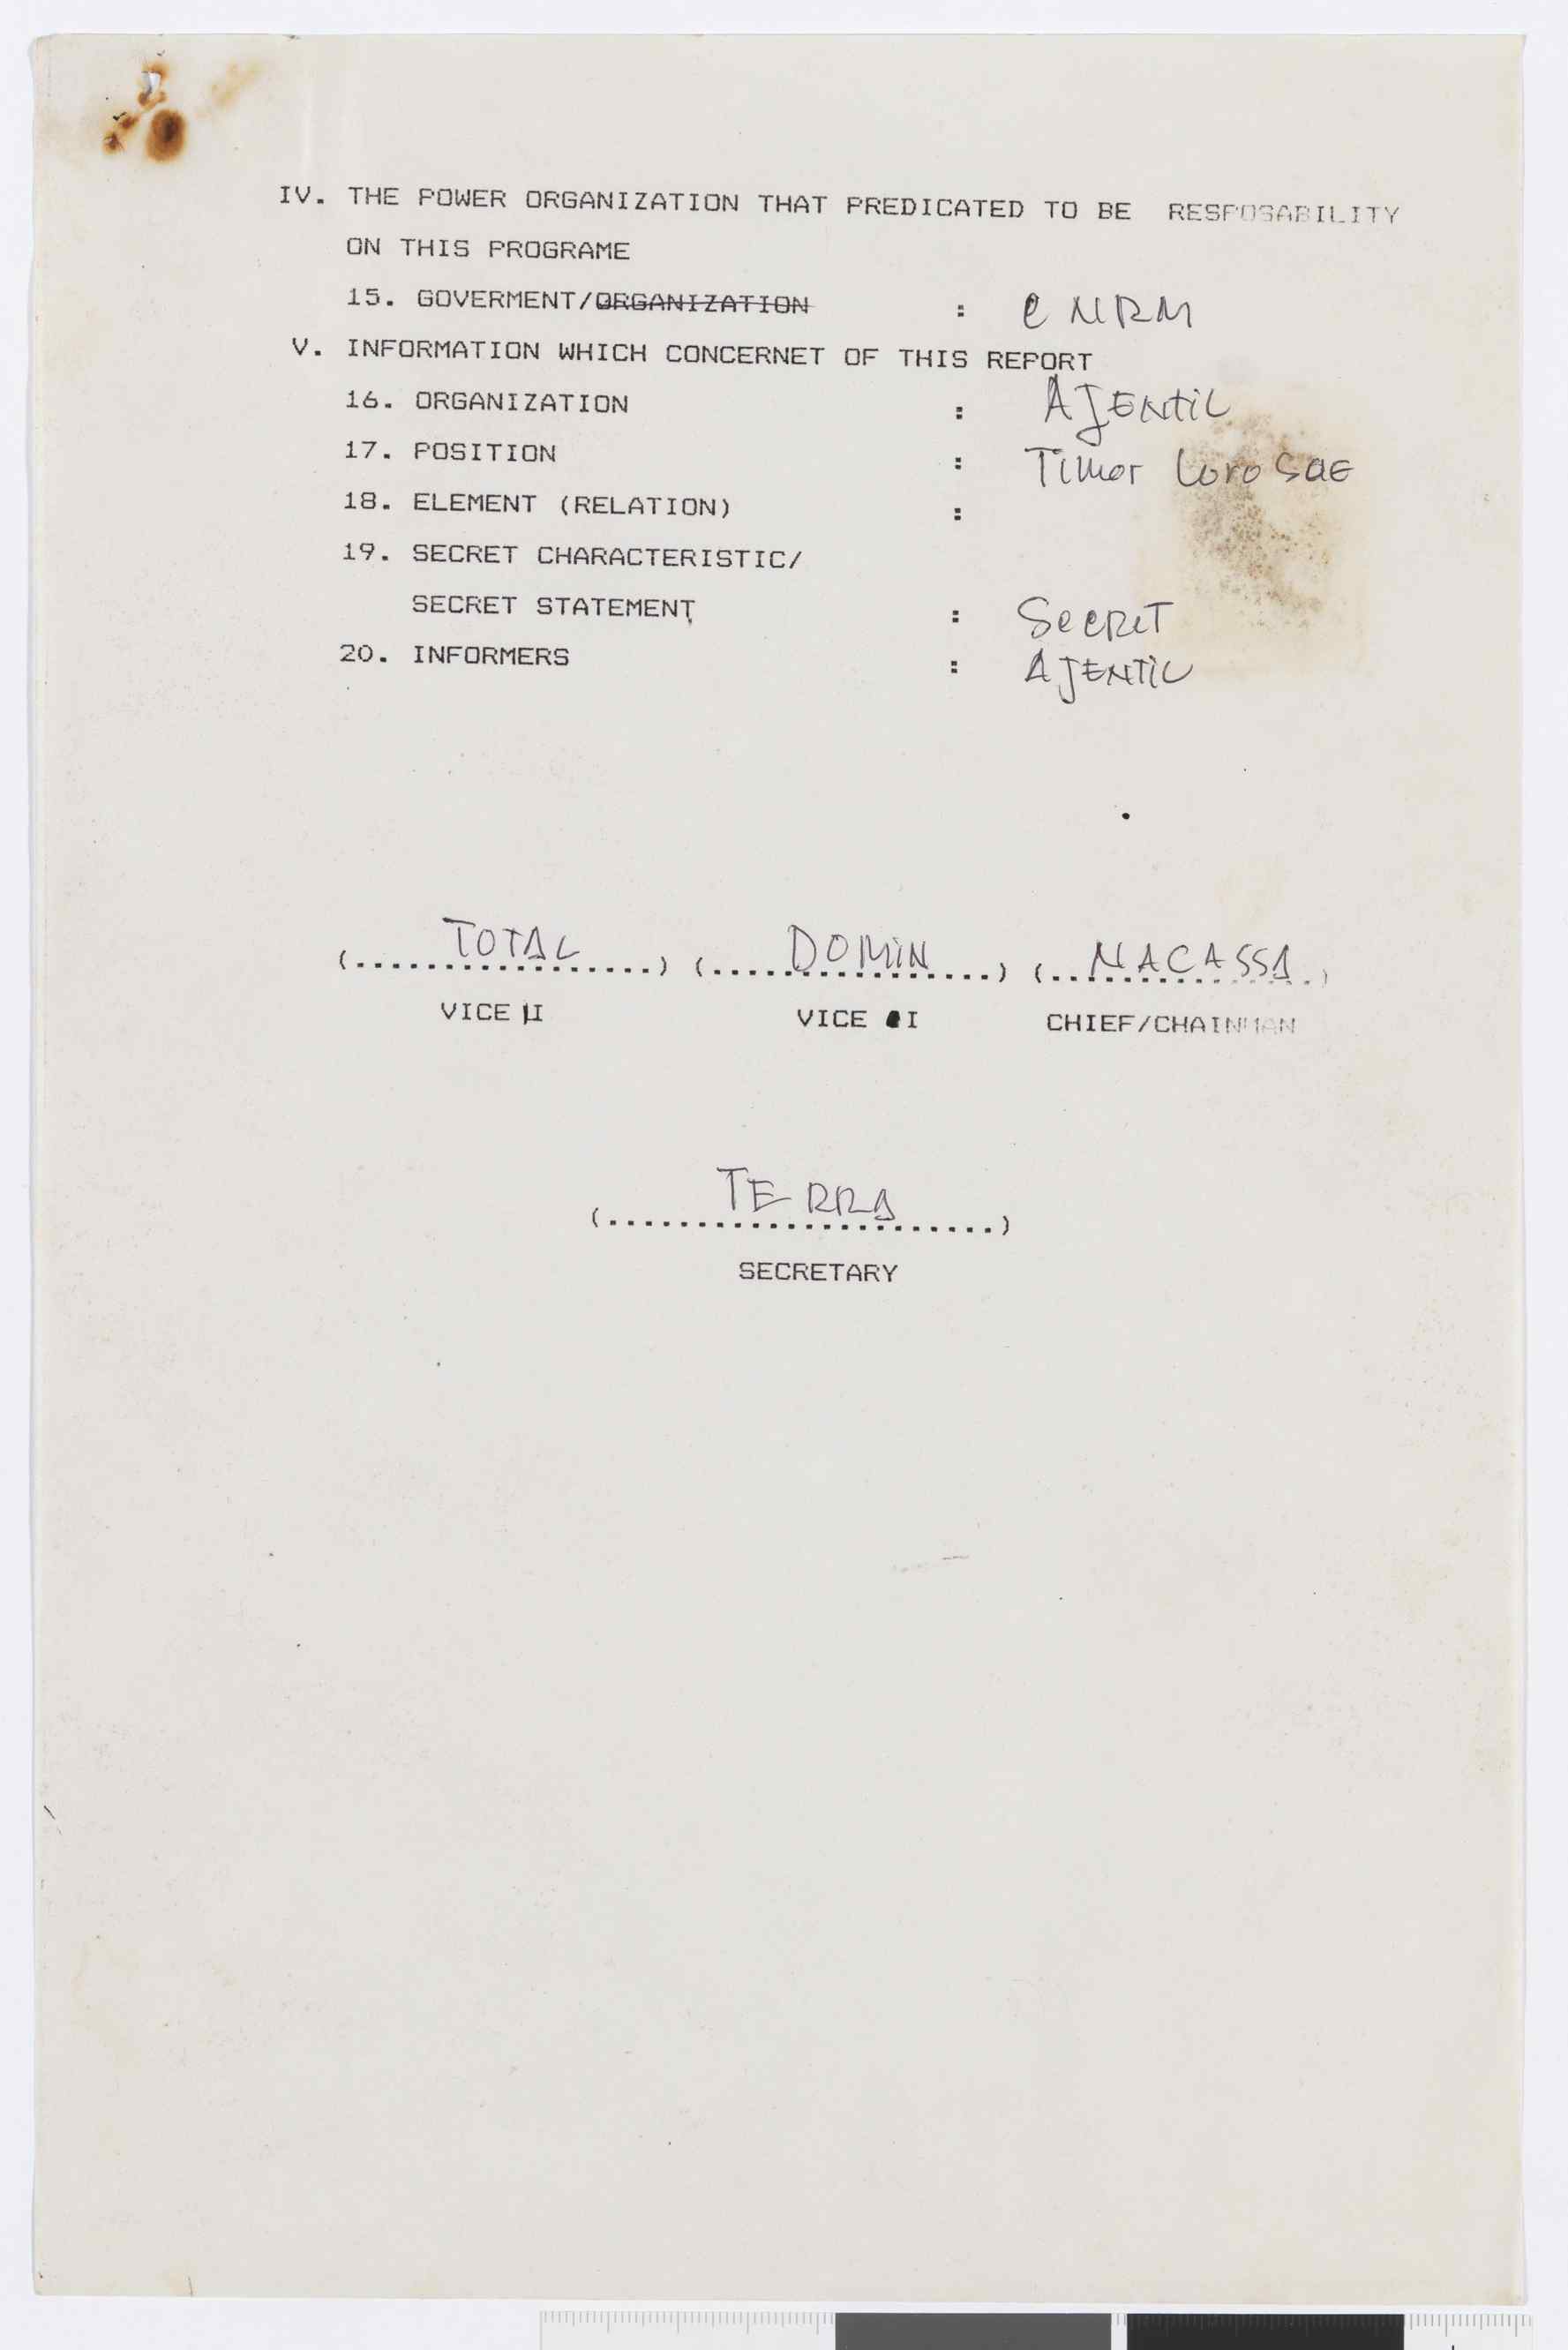 IV. THE POWER ORGANIZATION THAT PREDICATED TO BE RESPOSABILITY
ON THIS PROGRAME
15. GOVERMENT/ORGANIZATION : CNRM
V. INFORMATION WHICH CONCERNET OF THIS REPORT
16. ORGANIZATION : AJENTIL
17. POSITION : Timor Loro SaE
18. ELEMENT (RELATION) :
19. SECRET CHARACTERISTIC/
SECRET STATEMENT : SecRET
20. INFORMERS : AJENTIL
(.....TOTAL.....) (.....DOMIN.....) (.....MACASSA.....)
VICE II VICE I CHIEF/CHAINMAN
(.....TERRA.....)
SECRETARY